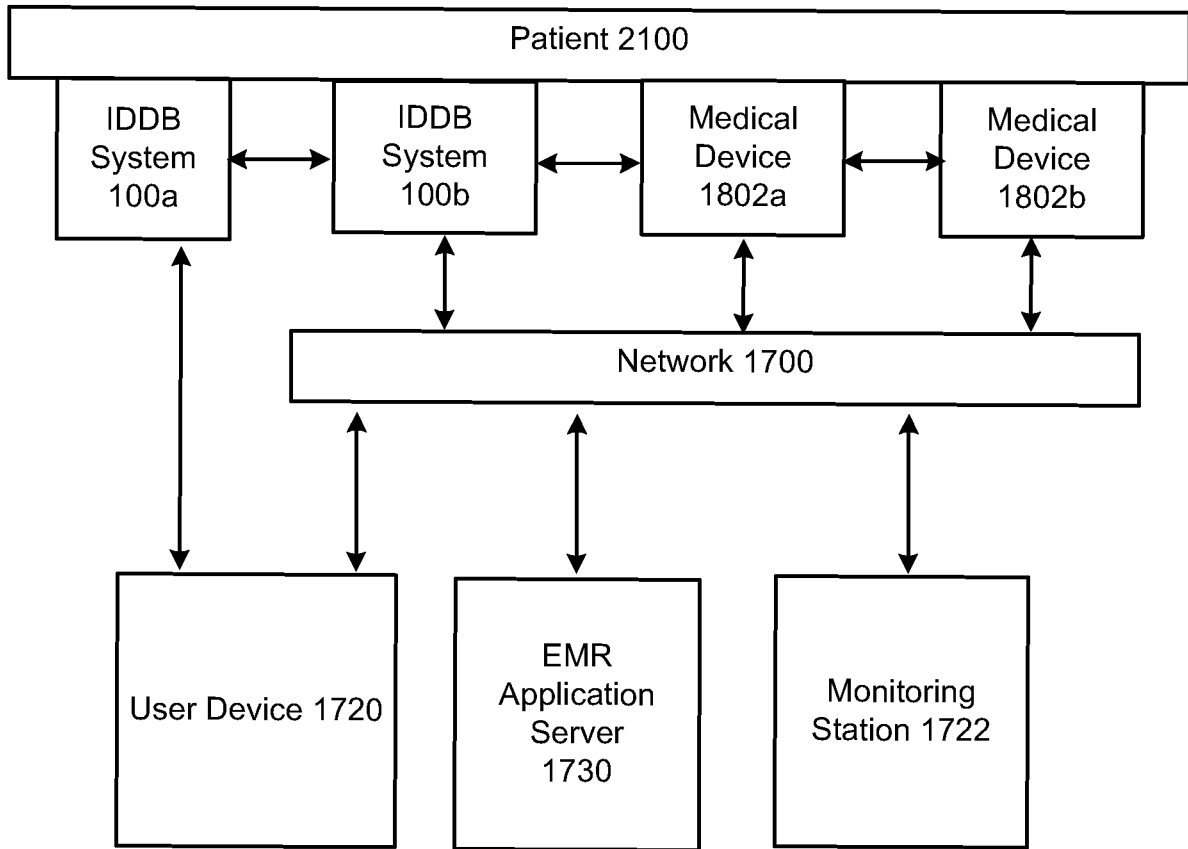 Patient 2100
IDDB
System
100a
IDDB
System
100b
Medical
Device
1802a
Medical
Device
1802b
Network 1700
User Device 1720
EMR
Application
Server
1730
Monitoring
Station 1722